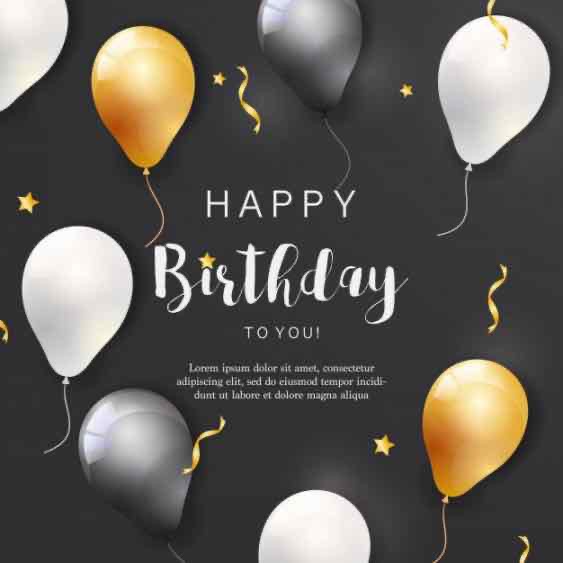 HAPPY
Birthday
TO YOU!
Lorem ipsum dolor sit amet, consectetur
adipiscing elit, sed do eiusmod tempor incidi-
dunt ut labore et dolore magna aliqua